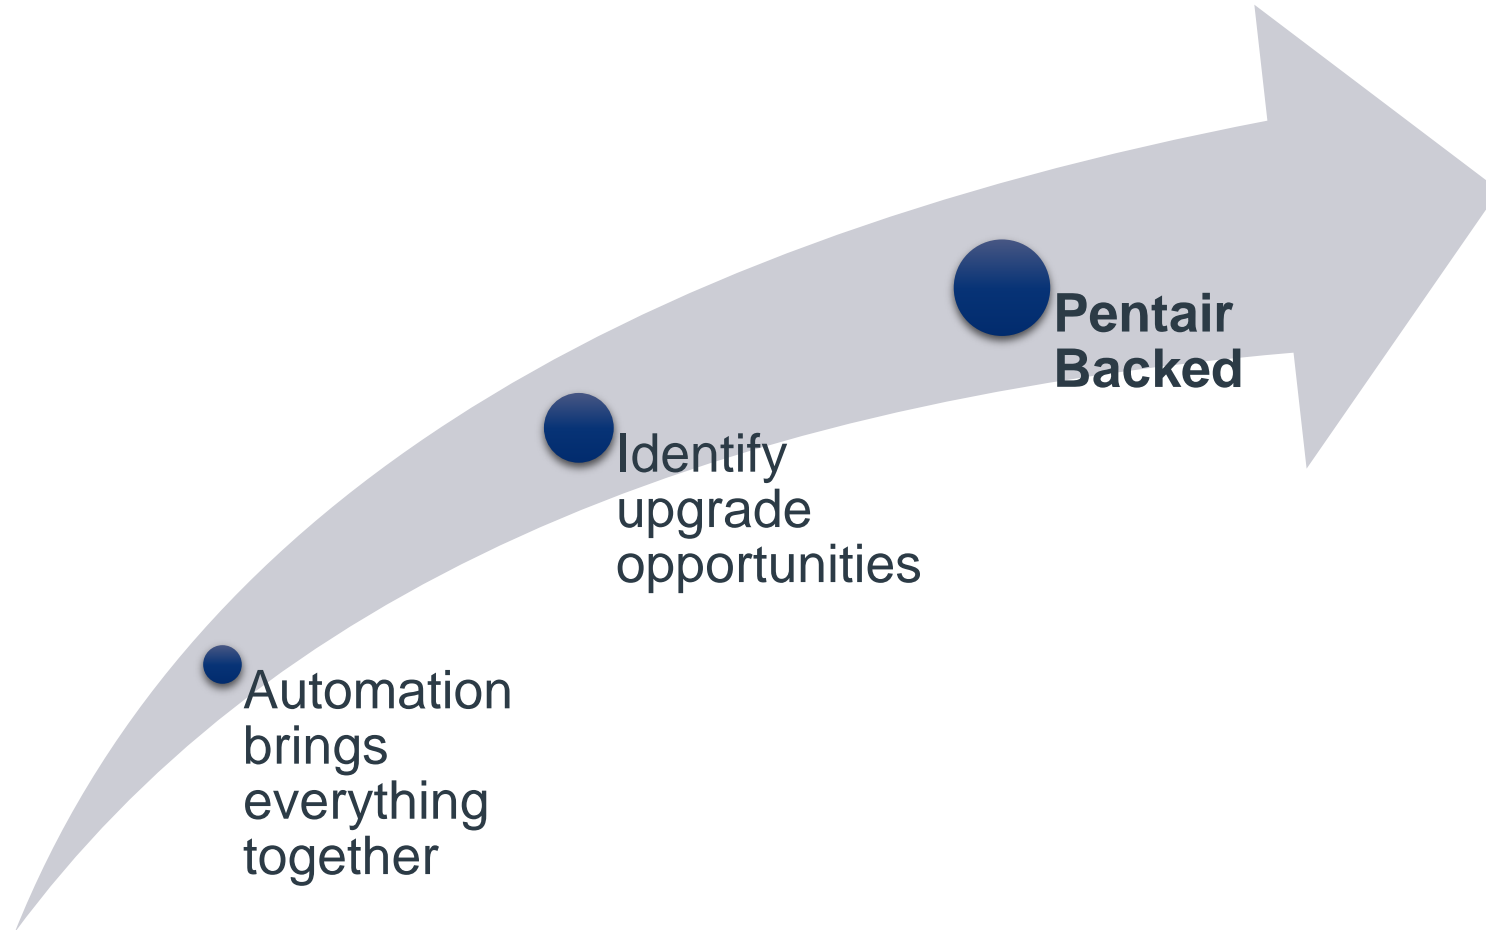 Pentair
Backed
Identify
upgrade
opportunities
Automation
brings
everything
together